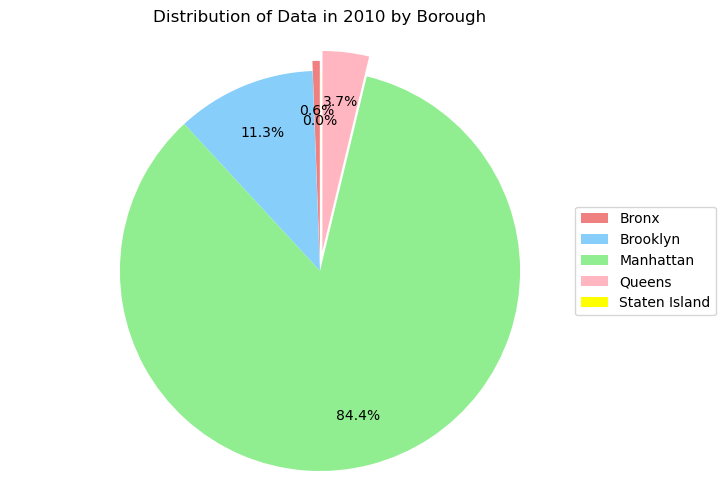 Distribution of Data in 2010 by Borough
3.7%
0.6%
0.0%
11.3%
84.4%
Bronx
Brooklyn
Manhattan
Queens
Staten Island